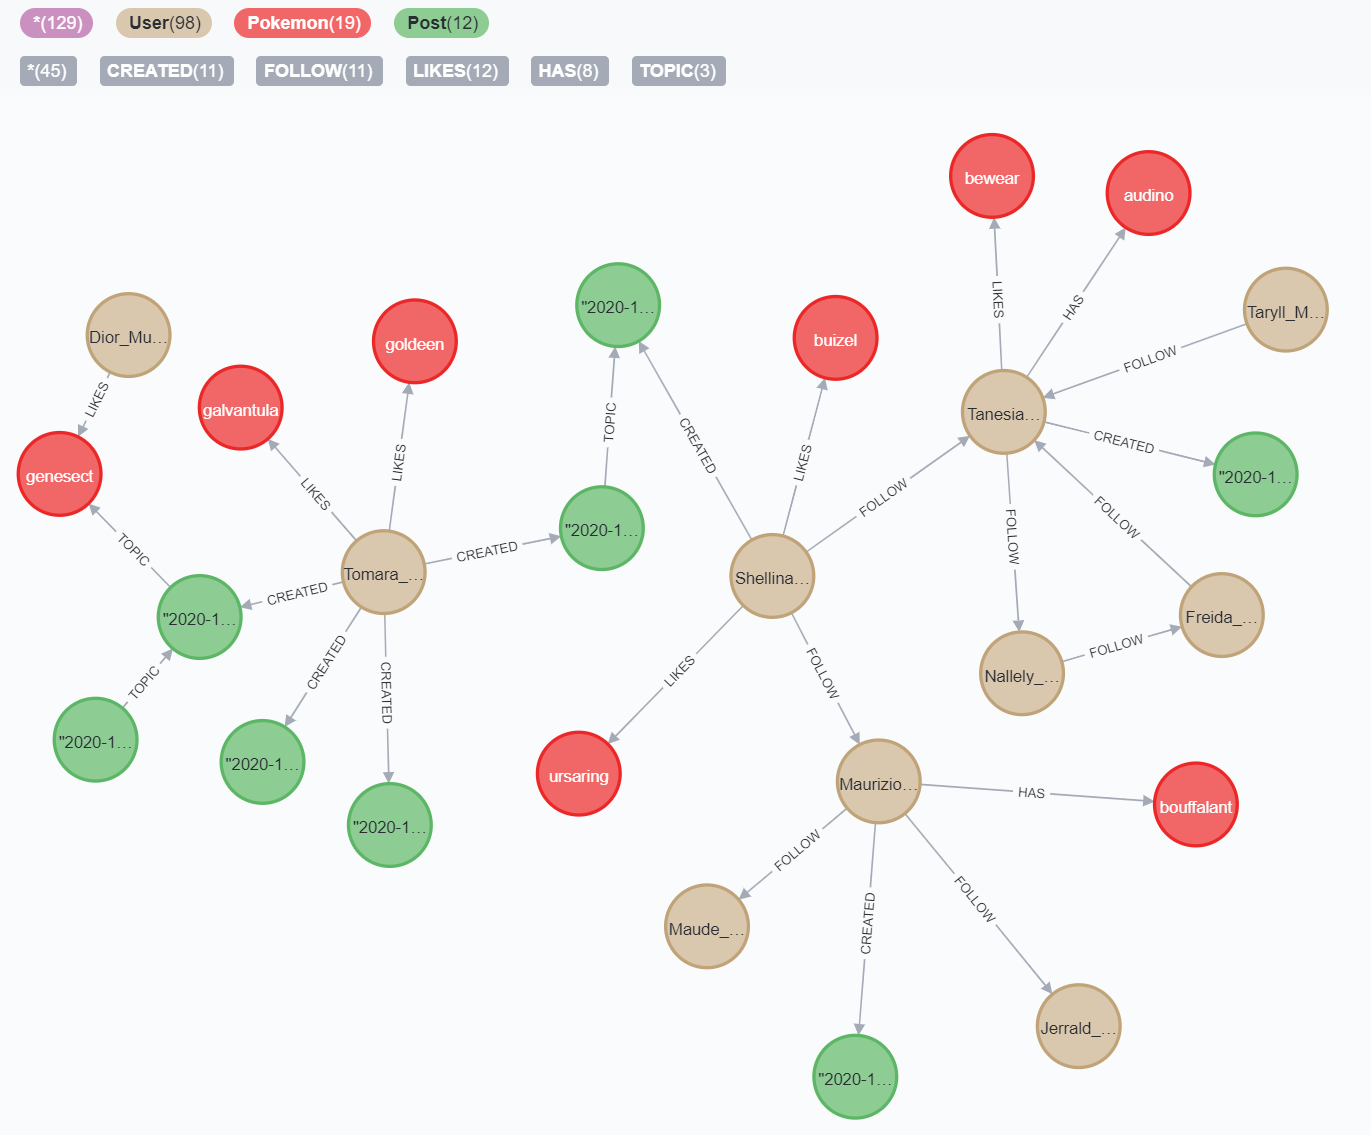 *(129) User(98) Pokemon(19) Post(12)
*(45) CREATED(11) FOLLOW(11) LIKES(12) HAS(8) TOPIC(3)
bewear
audino
"2020-1...
Taryll_M...
LIKES
HAS
Dior_Mu...
goldeen
buizel
FOLLOW
LIKES
galvantula
TOPIC
CREATED
Tanesia...
CREATED
genesect
LIKES
LIKES
LIKES
FOLLOW
"2020-1...
"2020-1...
FOLLOW
FOLLOW
TOPIC
CREATED
Tomara_...
Shellina...
CREATED
"2020-1...
Freida_...
FOLLOW
TOPIC
CREATED
CREATED
LIKES
FOLLOW
Nallely_...
"2020-1...
"2020-1...
ursaring
Maurizio...
HAS
bouffalant
"2020-1...
FOLLOW
CREATED
FOLLOW
Maude_...
Jerrald_...
"2020-1...